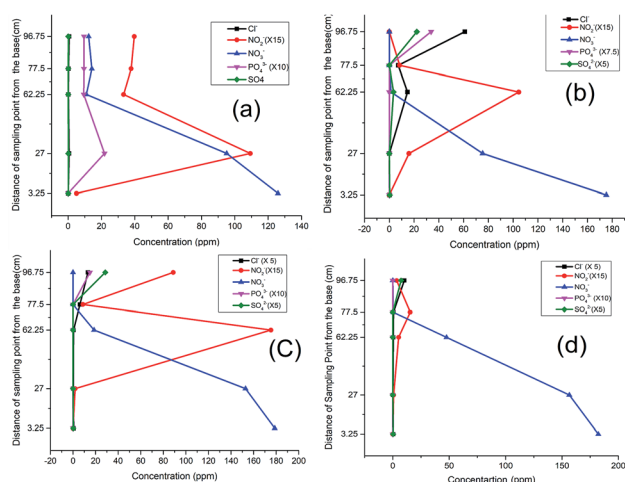 Distance of sampling point from the base(cm)
96.75
77.5
62.25
27
3.25
-20 0 20 40 60 80 100 120 140
Concentration (ppm)
Cl⁻
NO₂⁻(X15)
NO₃⁻
PO₄³⁻ (X10)
SO4
(a)
Distance of sampling point from the base(cm)
96.75
77.5
62.25
27
3.25
-20 0 20 40 60 80 100 120 140 160 180
Concentration (ppm)
Cl⁻
NO₂⁻(X15)
NO₃⁻
PO₄³⁻ (X7.5)
SO₄²⁻(X5)
(b)
Distance of sampling point from the base(cm)
96.75
77.5
62.25
27
3.25
-20 0 20 40 60 80 100 120 140 160 180 200
Concentration (ppm)
Cl⁻ (X 5)
NO₂⁻(X15)
NO₃⁻
PO₄³⁻ (X10)
SO₄²⁻(X5)
(C)
Distance of Sampling Point from the base(cm)
96.75
77.5
62.25
27
3.25
0 50 100 150 200
Concentartion (ppm)
Cl⁻ (X 5)
NO₂⁻(X15)
NO₃⁻
PO₄³⁻ (X10)
SO₄²⁻(X5)
(d)